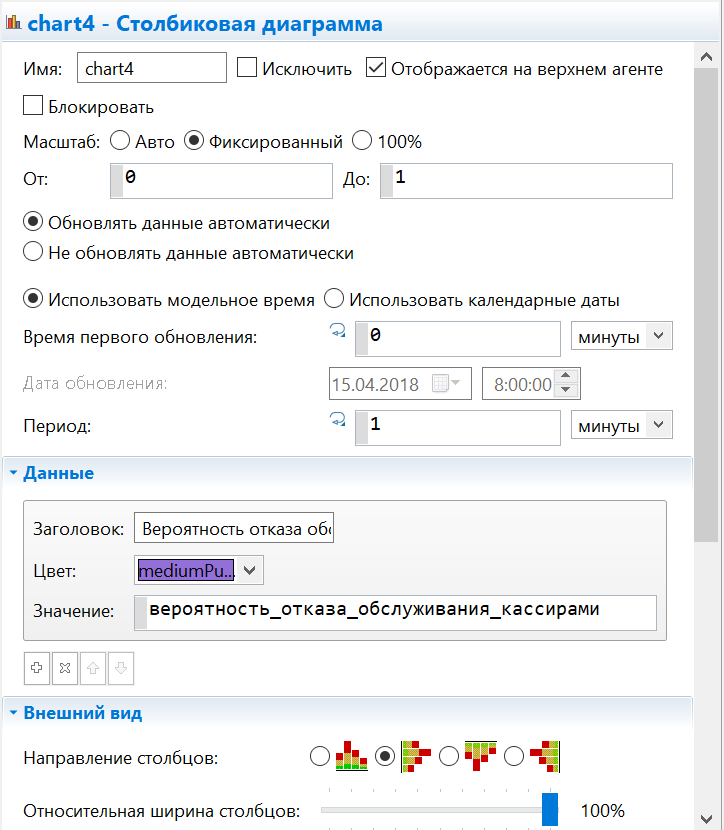 chart4 - Столбиковая диаграмма
Имя: chart4 Исключить Отображается на верхнем агенте
Блокировать
Масштаб: Авто Фиксированный 100%
От: 0 До: 1
Обновлять данные автоматически
Не обновлять данные автоматически
Использовать модельное время Использовать календарные даты
Время первого обновления: 0 минуты
Дата обновления: 15.04.2018 8:00:00
Период: 1 минуты
Данные
Заголовок: Вероятность отказа обс
Цвет: mediumPu...
Значение: вероятность_отказа_обслуживания_кассирами
Внешний вид
Направление столбцов:
Относительная ширина столбцов: 100%